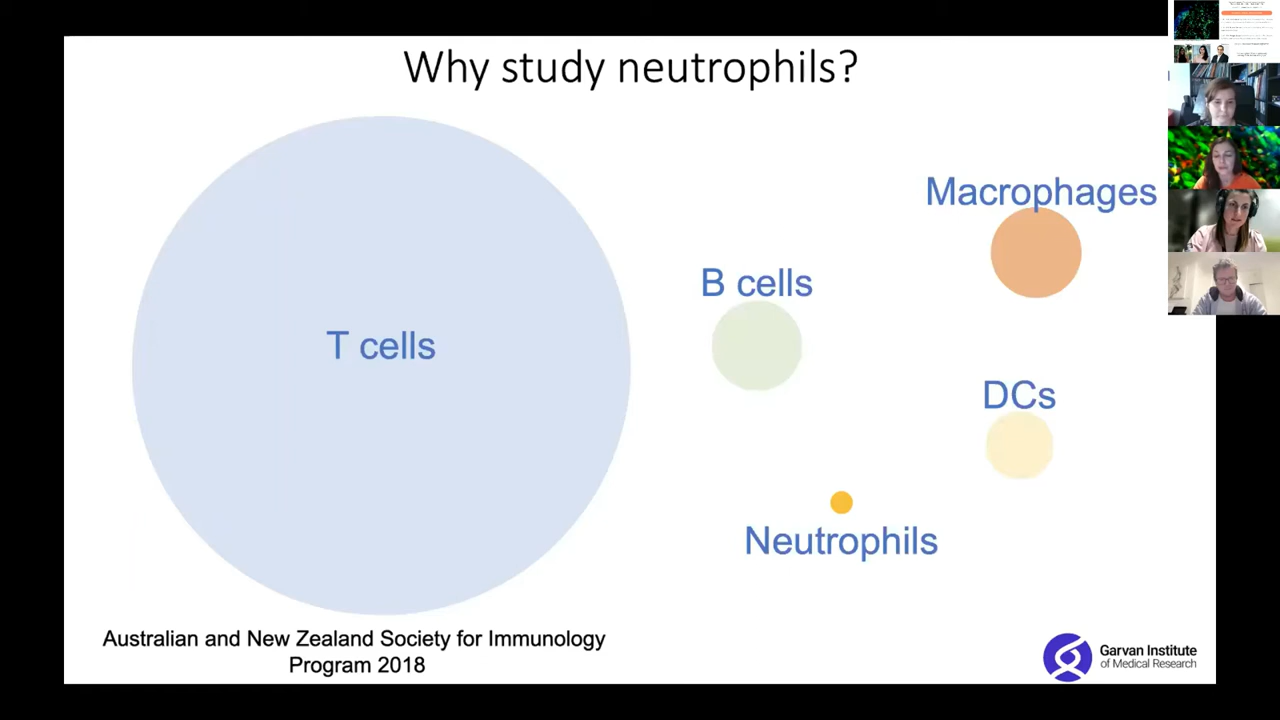 Why study neutrophils?
Macrophages
B cells
T cells
DCs
Neutrophils
Australian and New Zealand Society for Immunology
Program 2018
Garvan Institute
of Medical Research